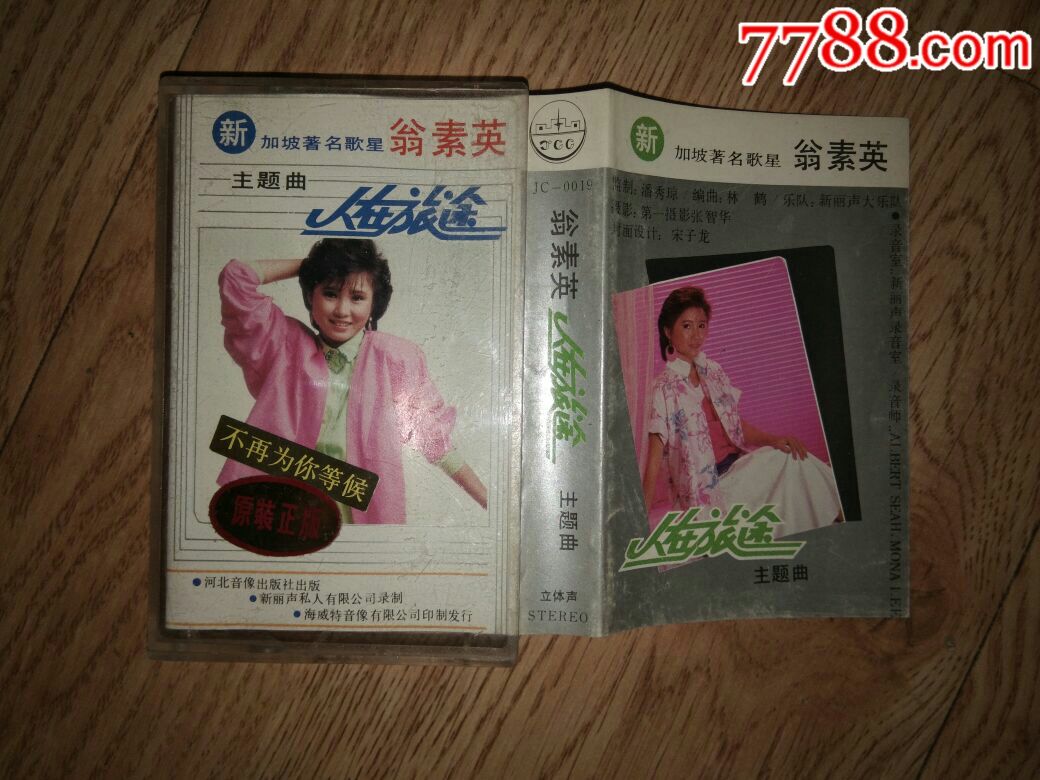 7788.com
新加坡著名歌星 翁素英
主题曲
人在旅途
不再为你等候
原装正版
●河北音像出版社出版
●新丽声私人有限公司录制
●海威特音像有限公司印制发行
JCC
JC-0019
翁素英
人在旅途
主题曲
立体声
STEREO
新加坡著名歌星 翁素英
监制：潘秀琼/编曲：林 鹤/乐队：新丽声大乐队
摄影：第一摄影张智华
封面设计：宋子龙
●录音室：新丽声录音室 录音师：ALBERT SEAH. MONA LEE
人在旅途
主题曲